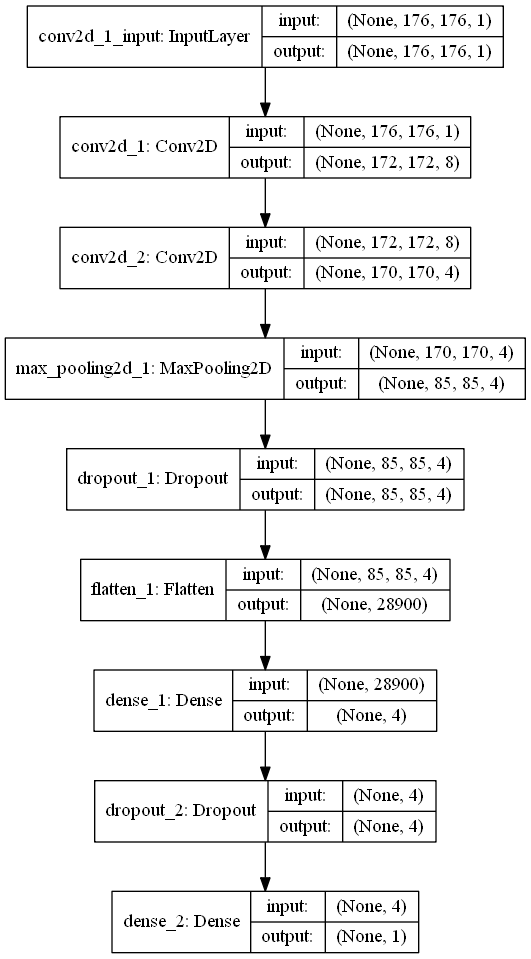 conv2d_1_input: InputLayer
input:
(None, 176, 176, 1)
output:
(None, 176, 176, 1)
conv2d_1: Conv2D
input:
(None, 176, 176, 1)
output:
(None, 172, 172, 8)
conv2d_2: Conv2D
input:
(None, 172, 172, 8)
output:
(None, 170, 170, 4)
max_pooling2d_1: MaxPooling2D
input:
(None, 170, 170, 4)
output:
(None, 85, 85, 4)
dropout_1: Dropout
input:
(None, 85, 85, 4)
output:
(None, 85, 85, 4)
flatten_1: Flatten
input:
(None, 85, 85, 4)
output:
(None, 28900)
dense_1: Dense
input:
(None, 28900)
output:
(None, 4)
dropout_2: Dropout
input:
(None, 4)
output:
(None, 4)
dense_2: Dense
input:
(None, 4)
output:
(None, 1)